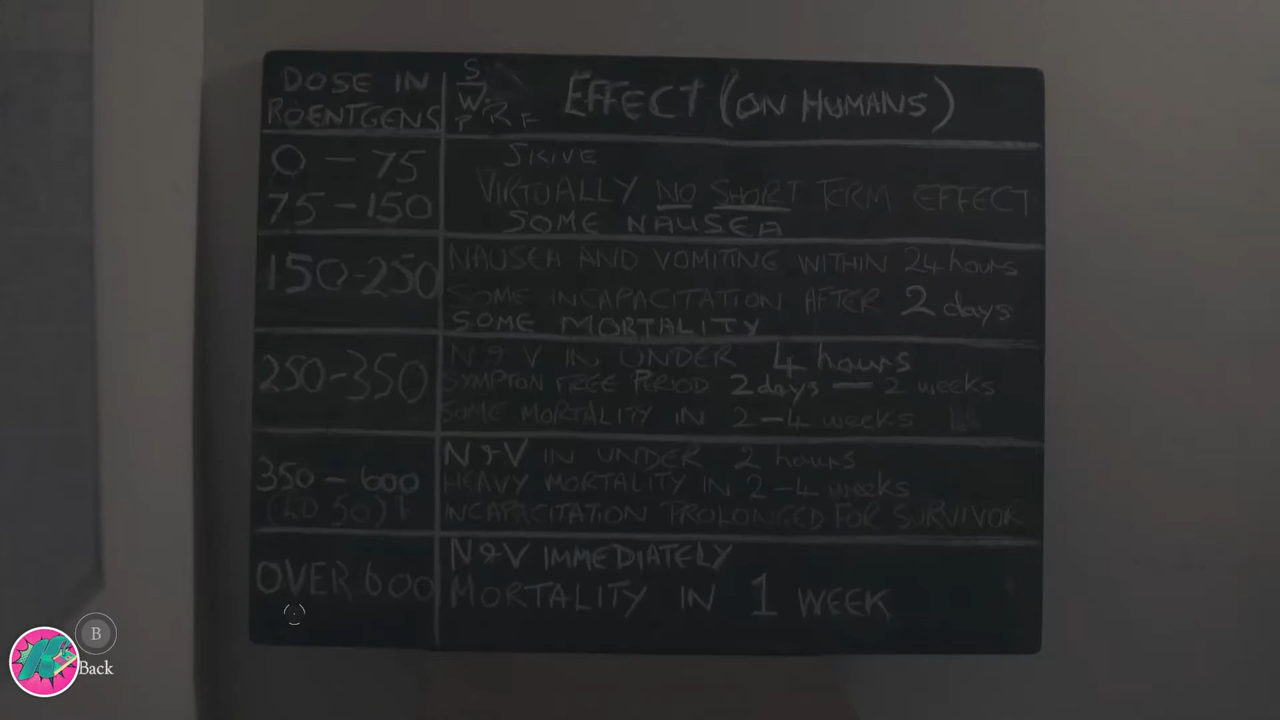 DOSE IN
ROENTGENS
S
W.
P R F
EFFECT (ON HUMANS)
0 — 75
SKIVE
VIRTUALLY NO SHORT TERM EFFECT
75 — 150
SOME NAUSEA
150-250
NAUSEA AND VOMITING WITHIN 24 hours
SOME INCAPACITATION AFTER 2 days
SOME MORTALITY
250-350
N & V IN UNDER 4 hours
SYMPTON FREE PERIOD 2 days — 2 weeks
SOME MORTALITY IN 2-4 weeks
350 — 600
(LD 50)
N & V IN UNDER 2 hours
HEAVY MORTALITY IN 2-4 weeks
INCAPACITATION PROLONGED FOR SURVIVOR
OVER 600
N & V IMMEDIATELY
MORTALITY IN 1 WEEK
B
Back